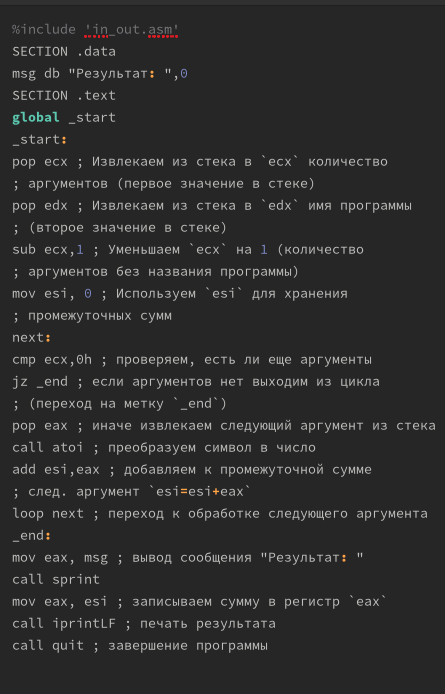 %include 'in_out.asm'
SECTION .data
msg db "Результат: ",0
SECTION .text
global _start
_start:
pop ecx ; Извлекаем из стека в `ecx` количество
; аргументов (первое значение в стеке)
pop edx ; Извлекаем из стека в `edx` имя программы
; (второе значение в стеке)
sub ecx,1 ; Уменьшаем `ecx` на 1 (количество
; аргументов без названия программы)
mov esi, 0 ; Используем `esi` для хранения
; промежуточных сумм
next:
cmp ecx,0h ; проверяем, есть ли еще аргументы
jz _end ; если аргументов нет выходим из цикла
; (переход на метку `_end`)
pop eax ; иначе извлекаем следующий аргумент из стека
call atoi ; преобразуем символ в число
add esi,eax ; добавляем к промежуточной сумме
; след. аргумент `esi=esi+eax`
loop next ; переход к обработке следующего аргумента
_end:
mov eax, msg ; вывод сообщения "Результат: "
call sprint
mov eax, esi ; записываем сумму в регистр `eax`
call iprintLF ; печать результата
call quit ; завершение программы